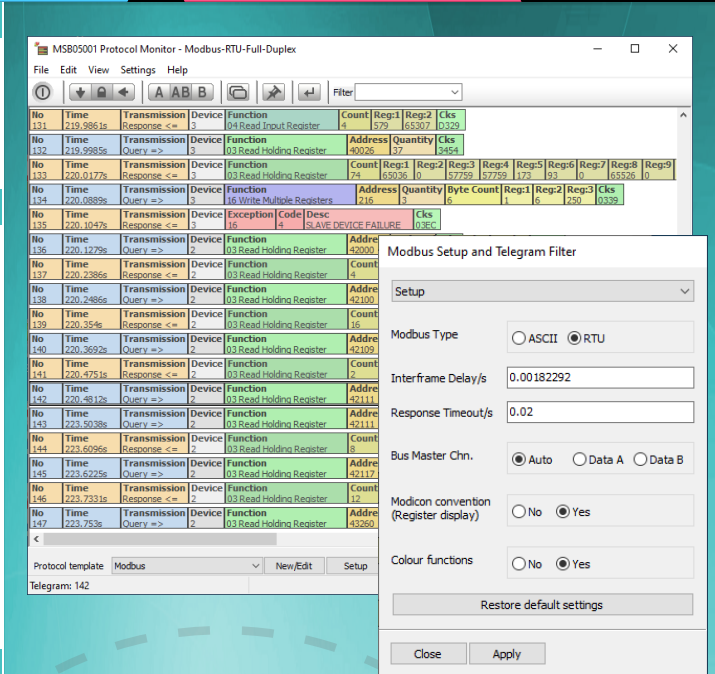 MSB05001 Protocol Monitor - Modbus-RTU-Full-Duplex
File Edit View Settings Help
A AB B Filter
No Time Transmission Device Function Count Reg:1 Reg:2 Cks
131 219.9861s Response <= 3 04 Read Input Register 4 579 65307 D329
No Time Transmission Device Function Address Quantity Cks
132 219.9985s Query => 3 03 Read Holding Register 40026 37 3454
No Time Transmission Device Function Count Reg:1 Reg:2 Reg:3 Reg:4 Reg:5 Reg:6 Reg:7 Reg:8 Reg:9
133 220.0177s Response <= 3 03 Read Holding Register 74 65036 0 57759 57759 173 93 0 65526 0
No Time Transmission Device Function Address Quantity Byte Count Reg:1 Reg:2 Reg:3 Cks
134 220.0889s Query => 3 16 Write Multiple Registers 216 3 6 1 6 250 0339
No Time Transmission Device Exception Code Desc Cks
135 220.1047s Response <= 3 16 4 SLAVE DEVICE FAILURE 03EC
No Time Transmission Device Function Addre
136 220.1279s Query => 2 03 Read Holding Register 42000
No Time Transmission Device Function Count
137 220.2386s Response <= 2 03 Read Holding Register 4
No Time Transmission Device Function Addre
138 220.2486s Query => 2 03 Read Holding Register 42100
No Time Transmission Device Function Count
139 220.354s Response <= 2 03 Read Holding Register 16
No Time Transmission Device Function Addre
140 220.3692s Query => 2 03 Read Holding Register 42109
No Time Transmission Device Function Count
141 220.4751s Response <= 2 03 Read Holding Register 2
No Time Transmission Device Function Addre
142 220.4812s Query => 2 03 Read Holding Register 42111
No Time Transmission Device Function Addre
143 223.5038s Query => 2 03 Read Holding Register 42111
No Time Transmission Device Function Count
144 223.6096s Response <= 2 03 Read Holding Register 8
No Time Transmission Device Function Addre
145 223.6225s Query => 2 03 Read Holding Register 42117
No Time Transmission Device Function Count
146 223.7331s Response <= 2 03 Read Holding Register 12
No Time Transmission Device Function Addre
147 223.753s Query => 2 03 Read Holding Register 43260
Protocol template Modbus New/Edit Setup
Telegram: 142
Modbus Setup and Telegram Filter
Setup
Modbus Type ASCII RTU
Interframe Delay/s 0.00182292
Response Timeout/s 0.02
Bus Master Chn. Auto Data A Data B
Modicon convention
(Register display) No Yes
Colour functions No Yes
Restore default settings
Close Apply